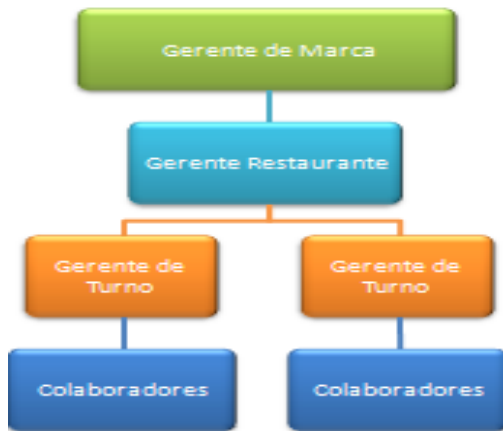 Gerente de Marca
Gerente Restaurante
Gerente de
Turno
Gerente de
Turno
Colaboradores
Colaboradores